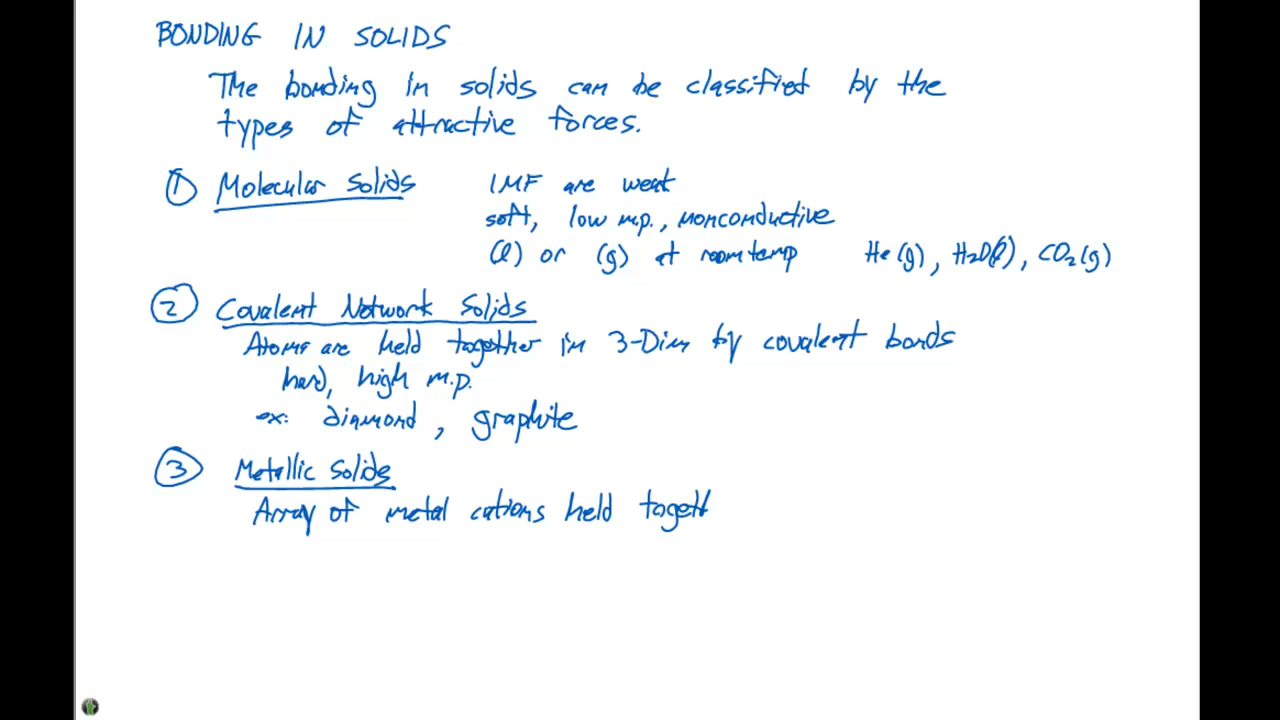 BONDING IN SOLIDS
The bonding in solids can be classified by the
types of attractive forces.
① Molecular Solids IMF are weak
soft, low m.p., nonconductive
(l) or (g) at room temp He(g), H₂O(l), CO₂(g)
② Covalent Network Solids
Atoms are held together in 3-Dim by covalent bonds
hard, high m.p.
ex: diamond, graphite
③ Metallic Solids
Array of metal cations held togeth